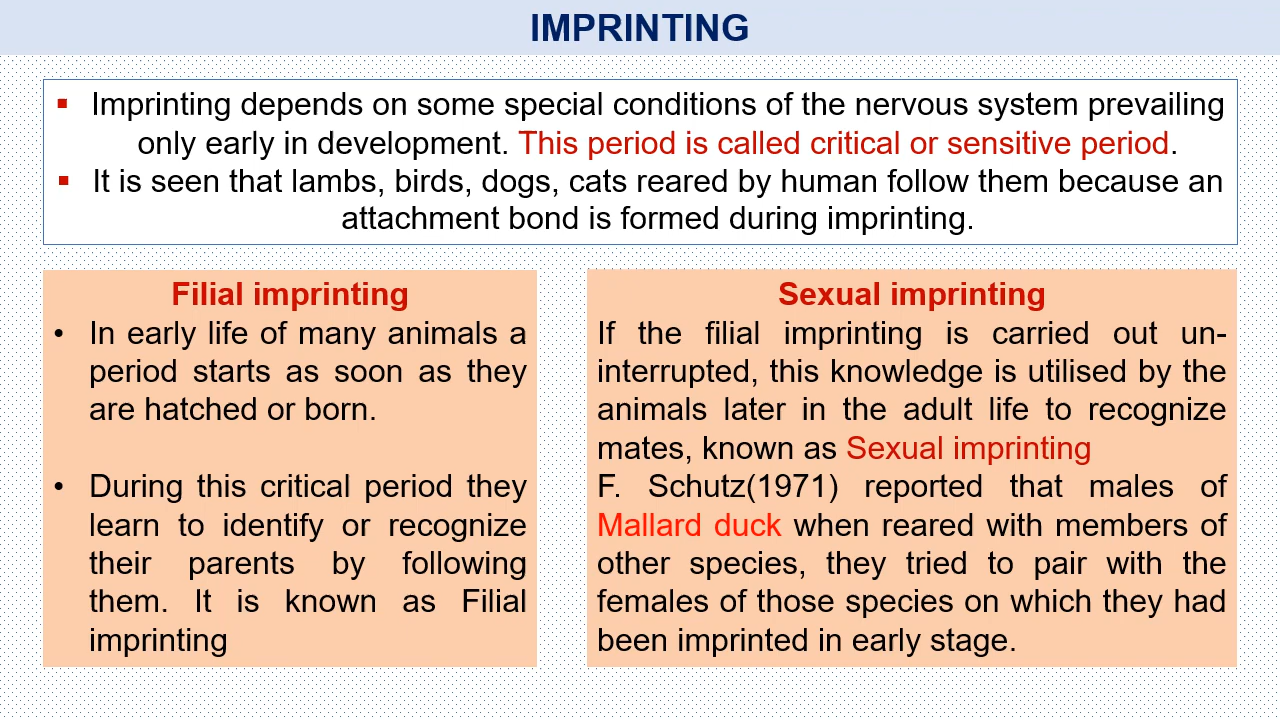 IMPRINTING
▪ Imprinting depends on some special conditions of the nervous system prevailing
only early in development. This period is called critical or sensitive period.
▪ It is seen that lambs, birds, dogs, cats reared by human follow them because an
attachment bond is formed during imprinting.
Filial imprinting
• In early life of many animals a
period starts as soon as they
are hatched or born.
• During this critical period they
learn to identify or recognize
their parents by following
them. It is known as Filial
imprinting
Sexual imprinting
If the filial imprinting is carried out un-
interrupted, this knowledge is utilised by the
animals later in the adult life to recognize
mates, known as Sexual imprinting
F. Schutz(1971) reported that males of
Mallard duck when reared with members of
other species, they tried to pair with the
females of those species on which they had
been imprinted in early stage.